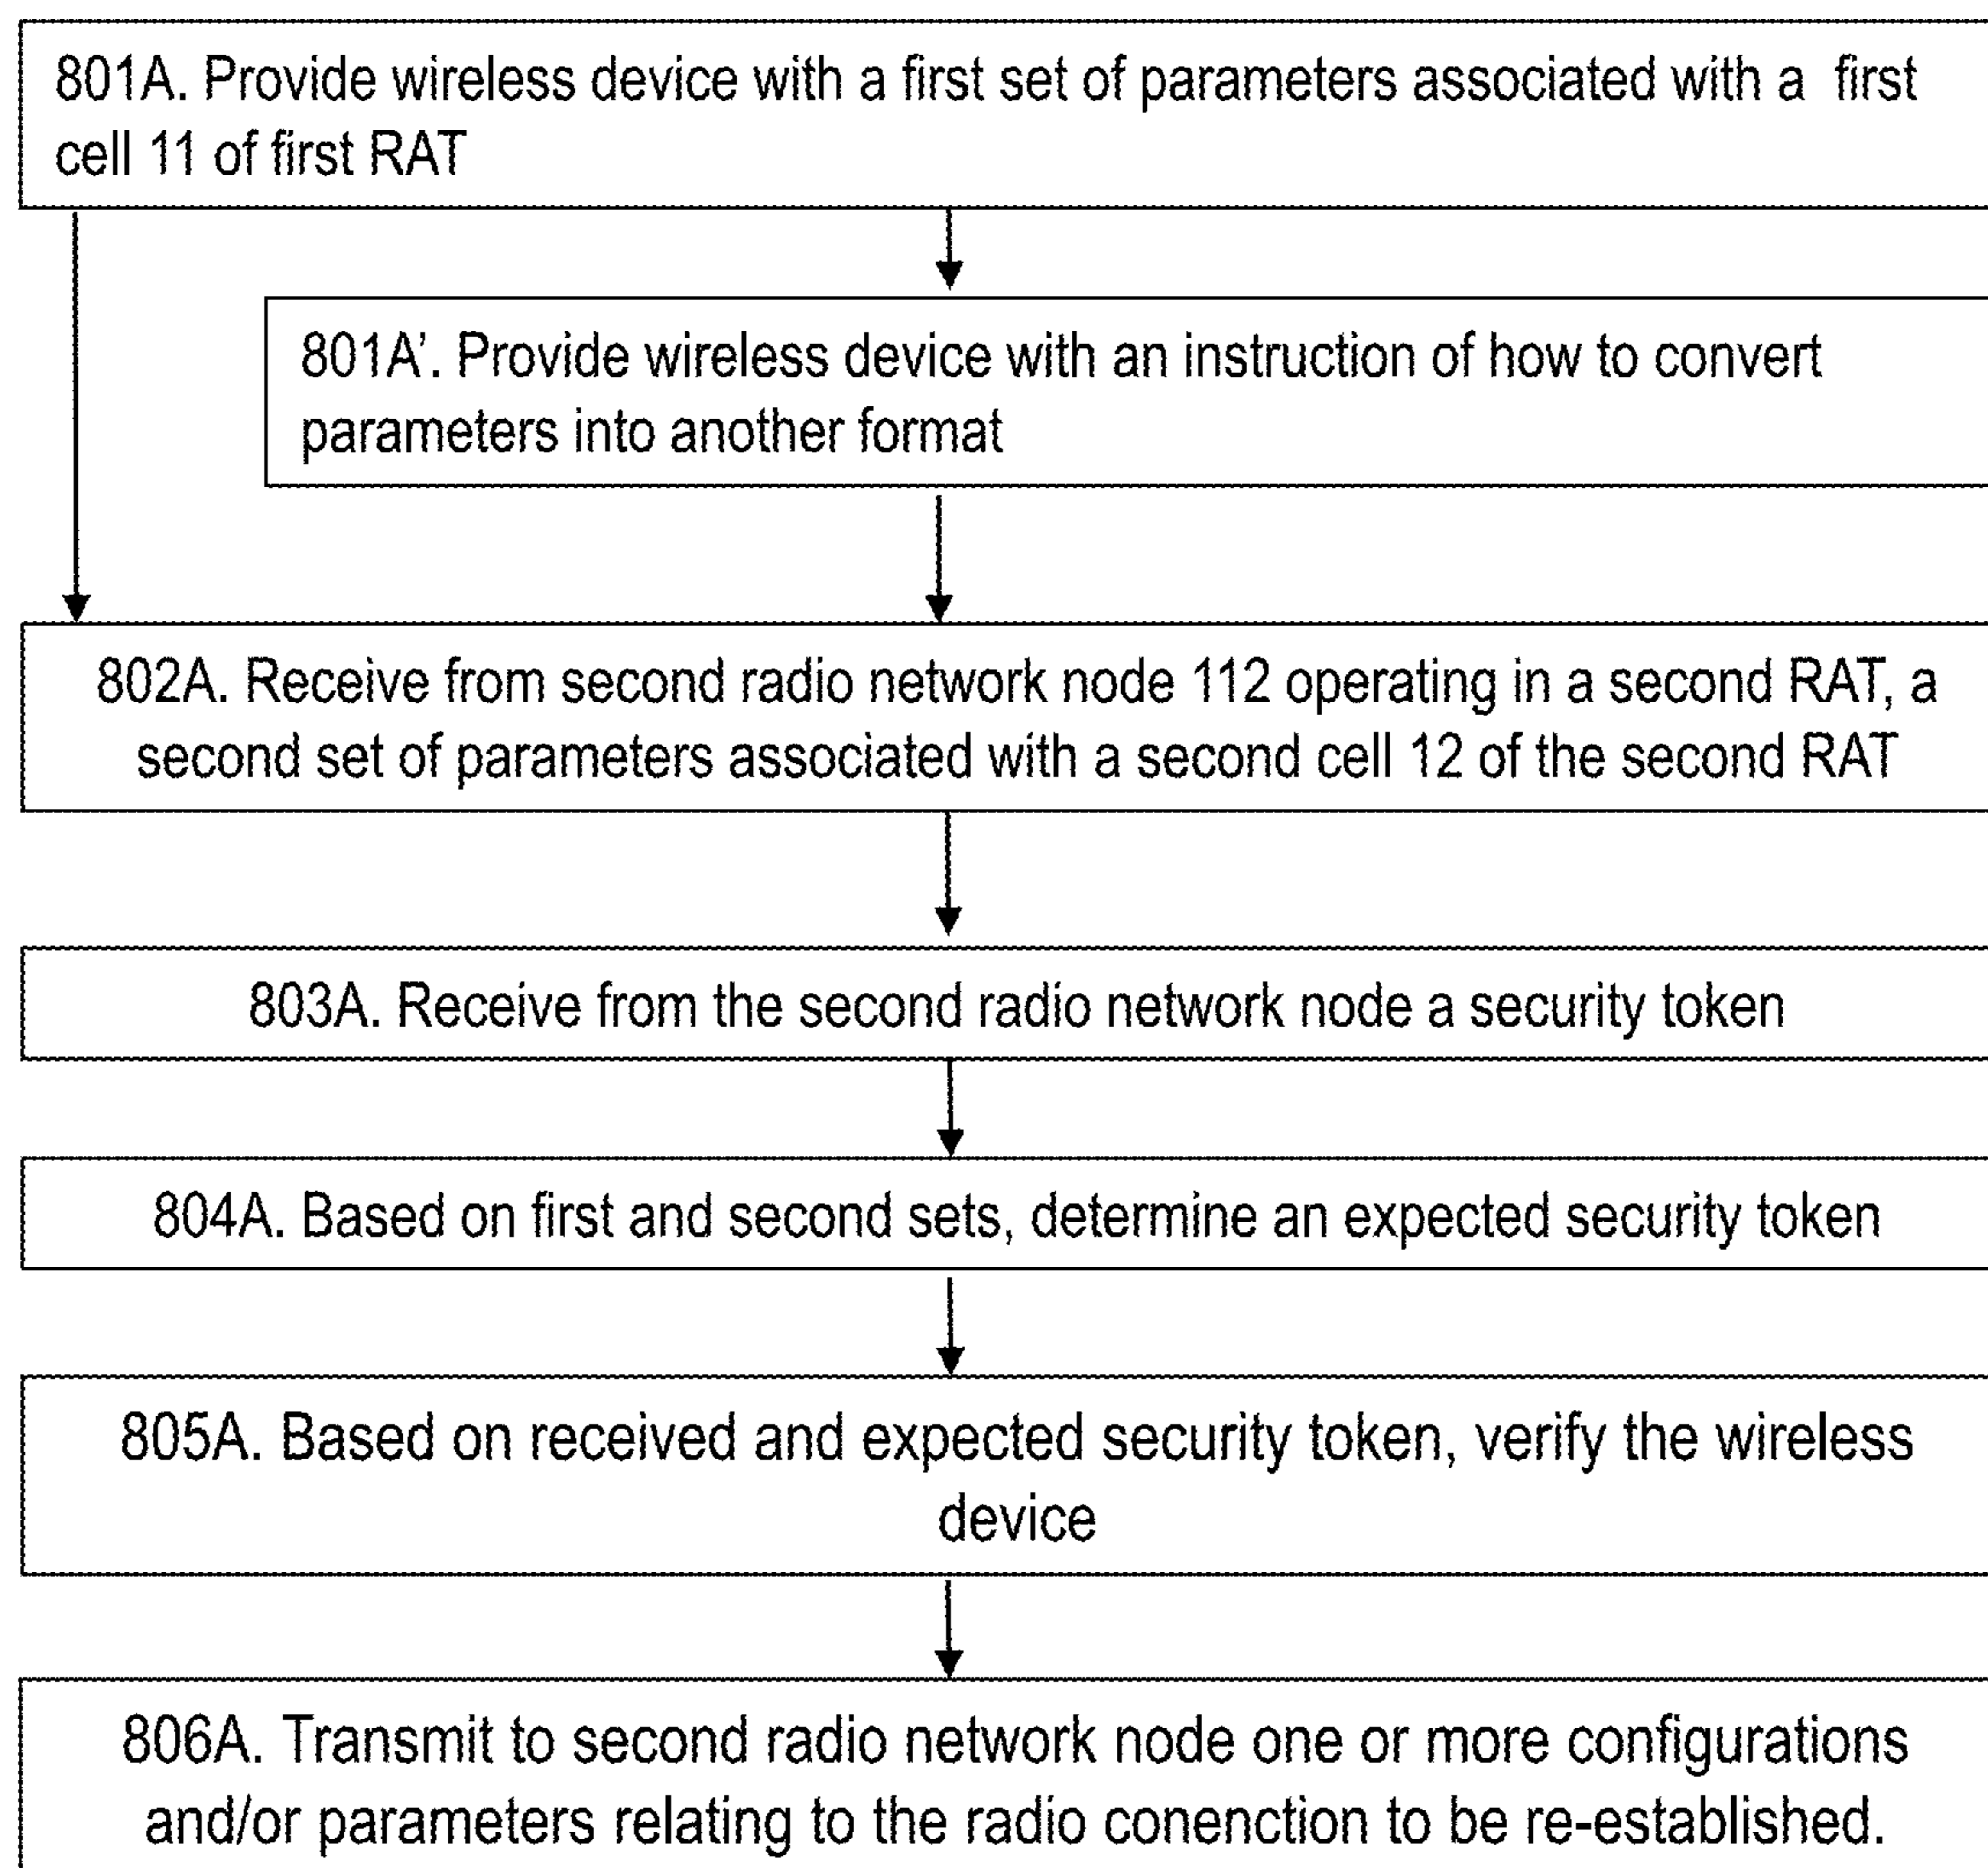 801A. Provide wireless device with a first set of parameters associated with a first
cell 11 of first RAT
801A’. Provide wireless device with an instruction of how to convert
parameters into another format
802A. Receive from second radio network node 112 operating in a second RAT, a
second set of parameters associated with a second cell 12 of the second RAT
803A. Receive from the second radio network node a security token
804A. Based on first and second sets, determine an expected security token
805A. Based on received and expected security token, verify the wireless
device
806A. Transmit to second radio network node one or more configurations
and/or parameters relating to the radio conenction to be re-established.